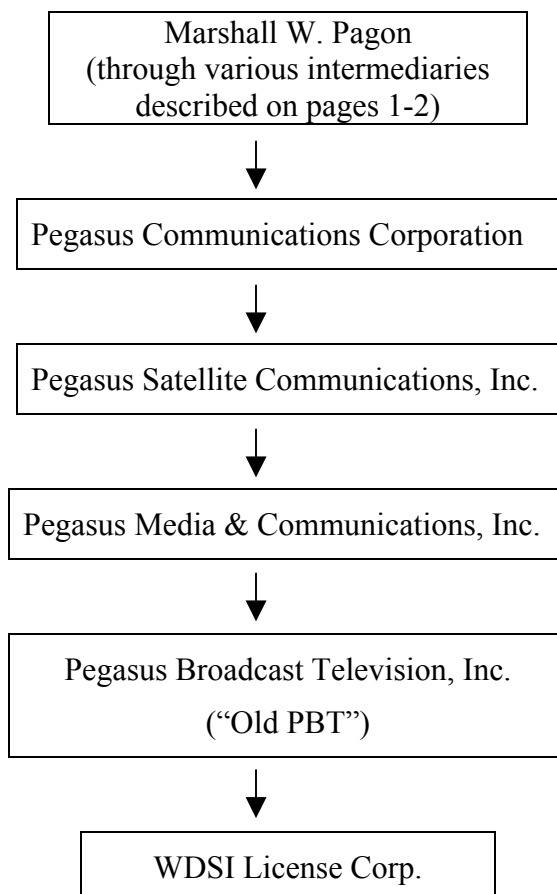 Marshall W. Pagon
(through various intermediaries
described on pages 1-2)
Pegasus Communications Corporation
Pegasus Satellite Communications, Inc.
Pegasus Media & Communications, Inc.
Pegasus Broadcast Television, Inc.
(“Old PBT”)
WDSI License Corp.